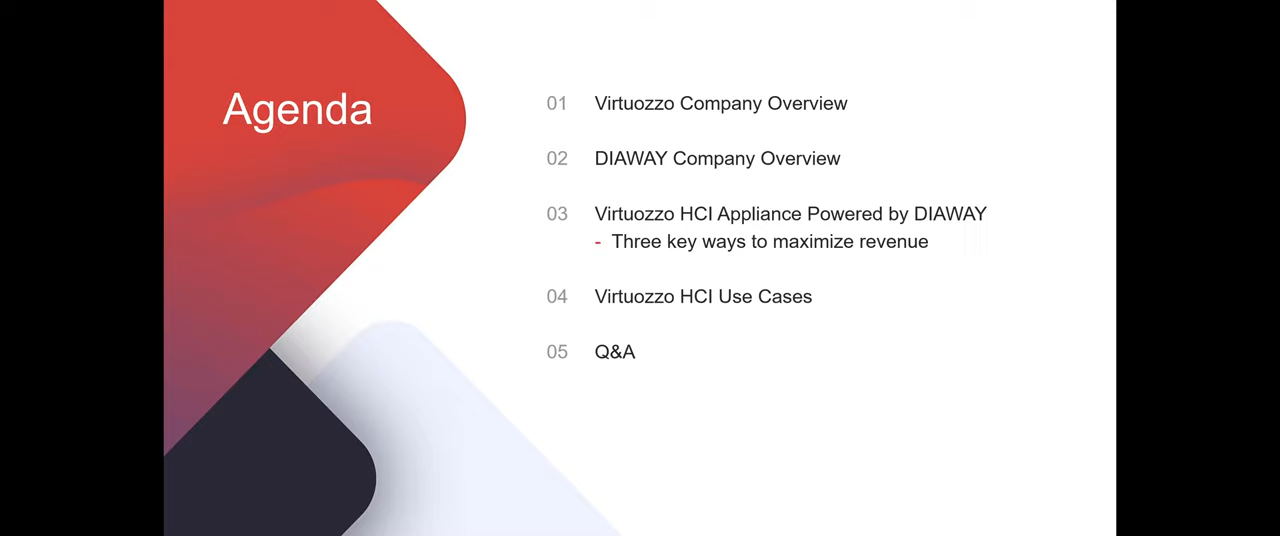 Agenda
01 Virtuozzo Company Overview
02 DIAWAY Company Overview
03 Virtuozzo HCI Appliance Powered by DIAWAY
- Three key ways to maximize revenue
04 Virtuozzo HCI Use Cases
05 Q&A